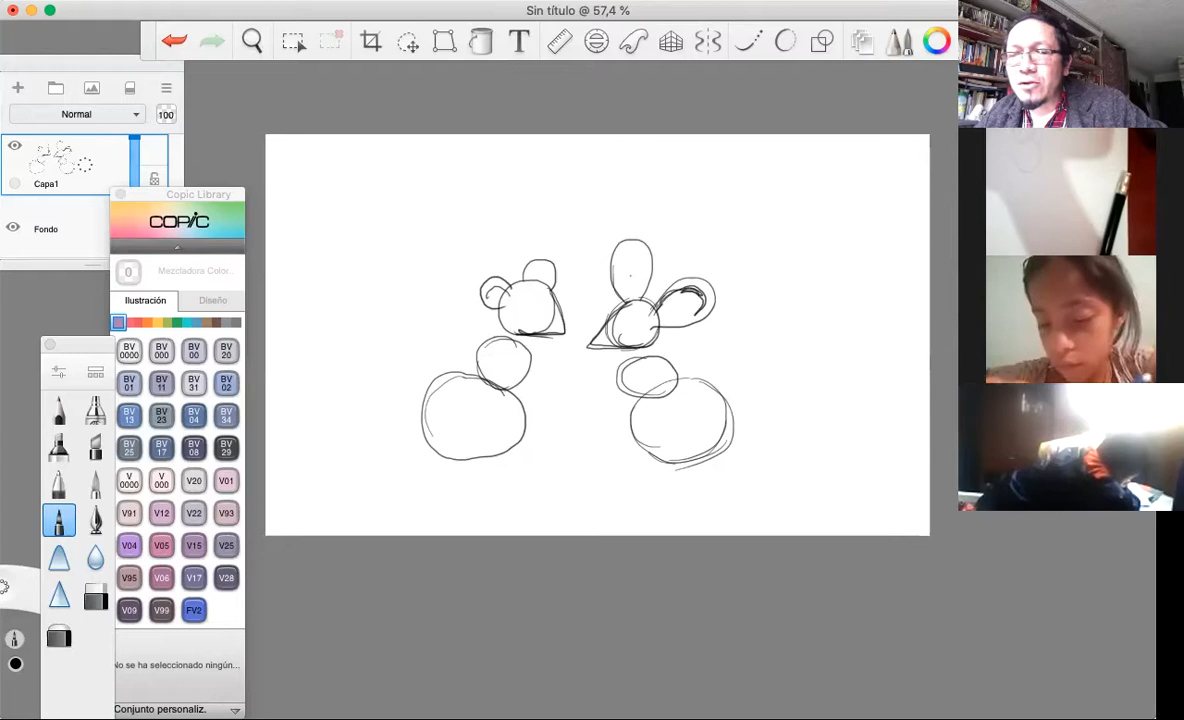 Sin título @ 57,4 %
T
Normal
100
Capa1
Fondo
Copic Library
COPIC
0 Mezcladora Color..
Ilustración Diseño
BV 0000 BV 000 BV 00 BV 20
BV 01 BV 11 BV 31 BV 02
BV 13 BV 23 BV 04 BV 34
BV 25 BV 17 BV 08 BV 29
V 0000 V 000 V20 V01
V91 V12 V22 V93
V04 V05 V15 V25
V95 V06 V17 V28
V09 V99 FV2
No se ha seleccionado ningún...
Conjunto personaliz.